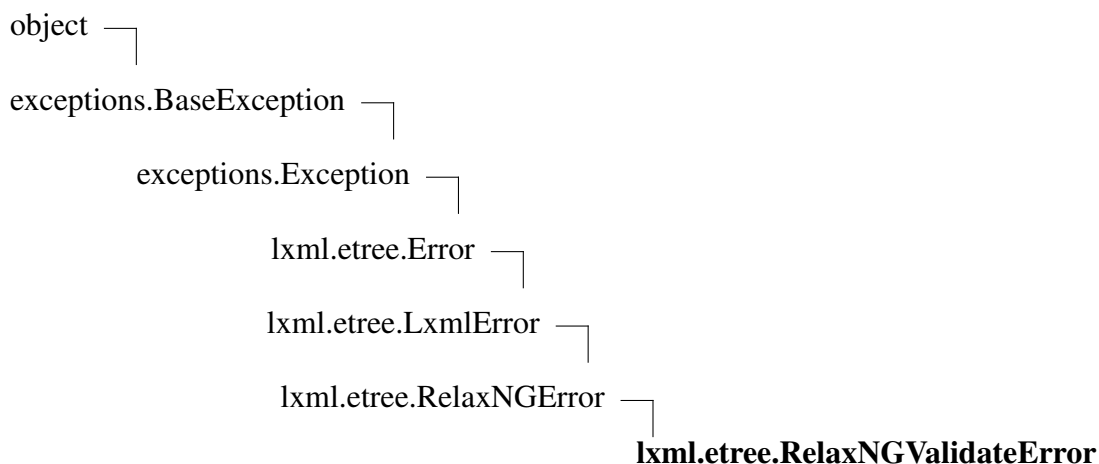 object
exceptions.BaseException
exceptions.Exception
lxml.etree.Error
lxml.etree.LxmlError
lxml.etree.RelaxNGError
lxml.etree.RelaxNGValidateError